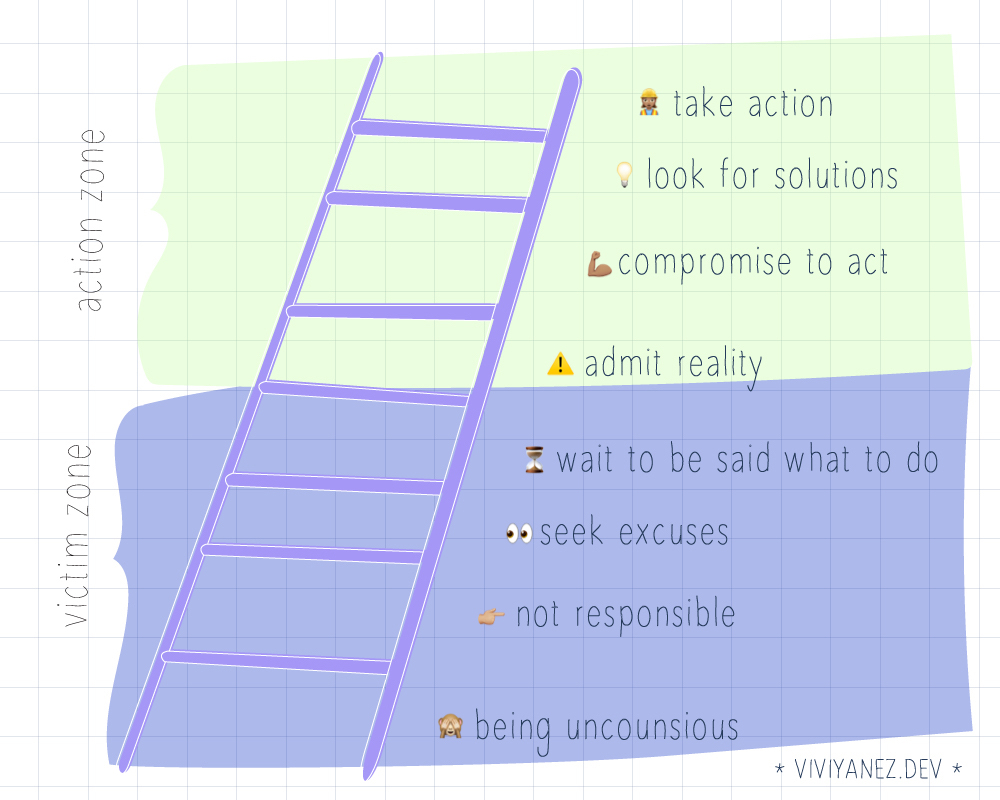 action zone
take action
look for solutions
compromise to act
admit reality
victim zone
wait to be said what to do
seek excuses
not responsible
being uncounsious
* VIVIYANEZ.DEV *